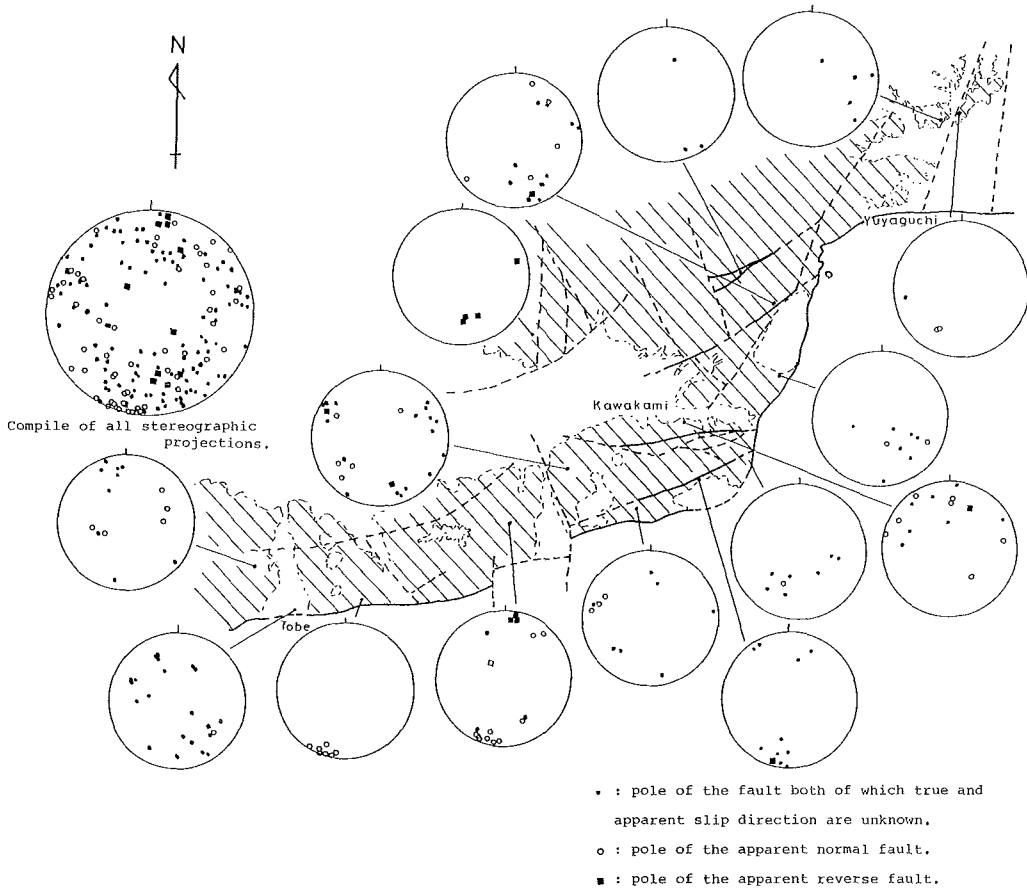 N
Yuyaguchi
Kawakami
Compile of all stereographic
projections.
Tobe
: pole of the fault both of which true and
apparent slip direction are unknown.
: pole of the apparent normal fault.
: pole of the apparent reverse fault.